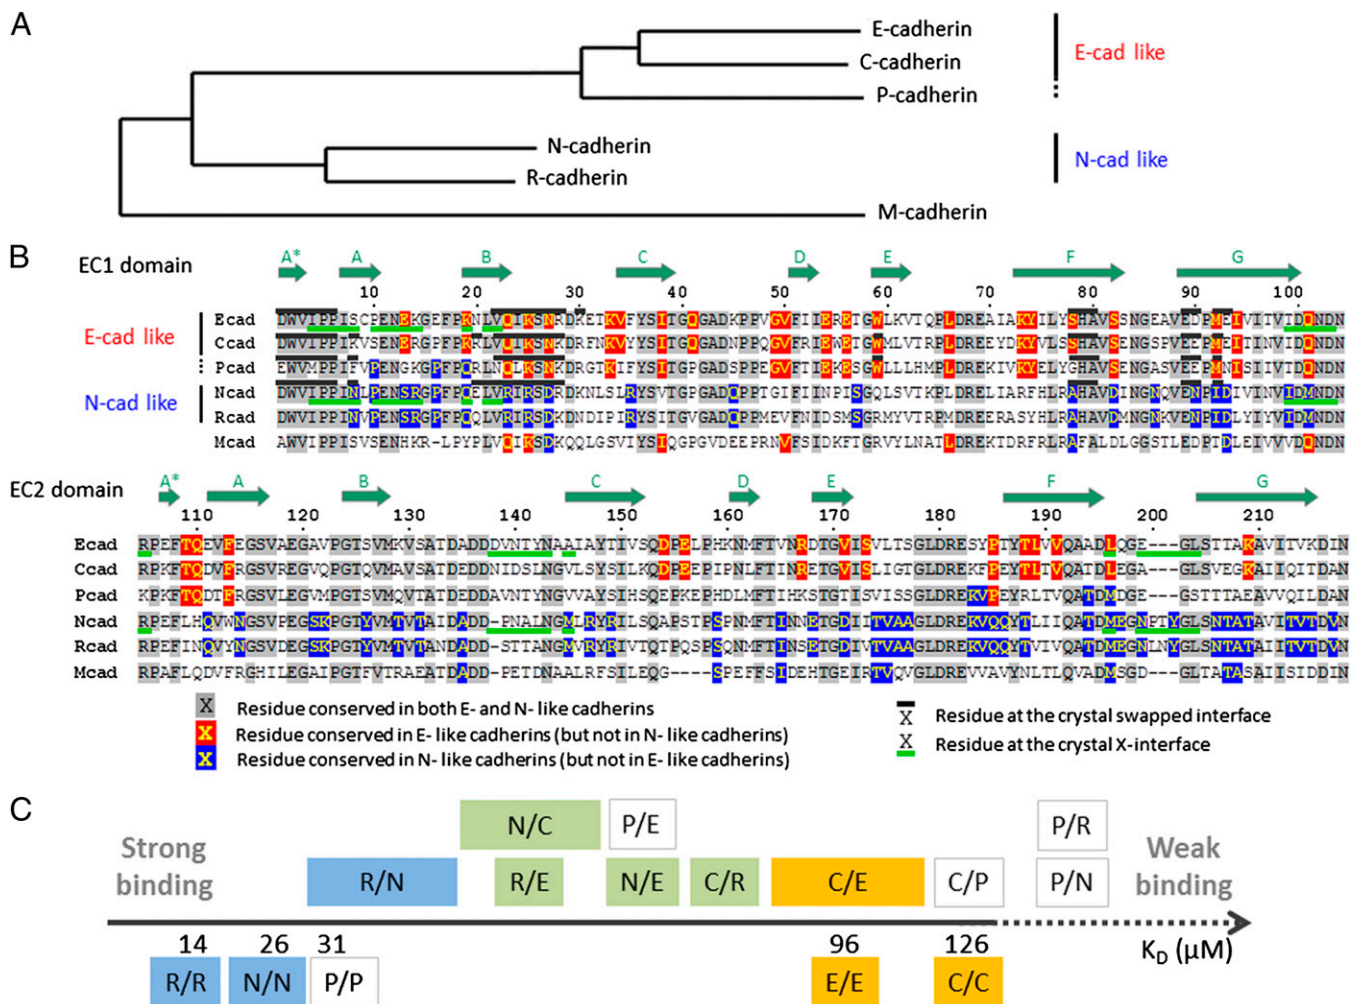 A
E-cadherin
C-cadherin
P-cadherin
E-cad like
N-cadherin
R-cadherin
N-cad like
M-cadherin
B
EC1 domain
A* A B C D E F G
10 20 30 40 50 60 70 80 90 100
E-cad like
N-cad like
Ecad DWVIPPISCPENEKGEFPKNLVQIKSNRDKETKVFYSITGQGADKPPVGVFIIERETGWLKVTQPLDREAIAKYILYSHAVSSNGEAVEDPMEIVITVTDQNDN
Ccad DWVIPPIKVSENERGPFPKRLVQIKSNKDRFNKVYYSITGQGADNPPQGVFRIEWETGWMLVTRPLDREEYDKYVLSSHAVSENGSPVEEPMEITINVIDQNDN
Pcad EWVMPPIFVPENGKGPFPQRLNQLKSNKDRGTKIFYSITGPGADSPPEGVFTIEKESGWLLLHMPLDREKIVKYELYGHAVSENGASVEEPMNISIIVTDQNDN
Ncad DWVIPPINLPENSRGPFPQELVRIRSDRDKNLSLRYSVTGPGADQPPTGIFIINPISGQLSVTKPLDRELIARFHLRAHAVDINGNQVENPIDIVINVIDMNDN
Rcad DWVIPPINVPENSRGPFPQQLVRIRSDKDNDIPIRYSITGVGADQPPMEVFNIDSMSGRMYVTRPMDREERASYHLRAHAVDMNGNKVENPIDLYIYVIDMNDN
Mcad AWVIPPISVSENHKR-LPYPLVQIKSDKQQLGSVIYSIQGPGVDEEPRNVFSIDKFTGRVYLNATLDREKTDRFRLRAFALDLGGSTLEDPTDLEIVVVDQNDN
EC2 domain
A* A B C D E F G
110 120 130 140 150 160 170 180 190 200 210
Ecad RPEFTQEVFEGSVAEGAVPGTSVMKVSATDADDDVNTYNAAIAYTIVSQDPELPHKNMFTVNRDTGVISVLTSGLDRESYPTYTLVVQAADLQGE---GLSTTAKAVITVKDIN
Ccad RPKFTQDVFRGSVREGVQPGTQVMAVSATDEDDNIDSLNGVLSYSILKQDPEEPIPNLFTINRETGVISLIGTGLDREKFPEYTLTVQATDLEGA---GLSVEGKAIIQITDAN
Pcad KPKFTQDTFRGSVLEGVMPGTSVMQVTATDEDDAVNTYNGVVAYSIHSQEPKEPHDLMFTIHKSTGTISVISSGLDREKVPEYRLTVQATDMDGE---GSTTTAEAVVQILDAN
Ncad RPEFLHQVWNGSVPEGSKPGTYVMTVTAIDADD-PNALNGMLRYRILSQAPSTPSPNMFTINNETGDIITVAAGLDREKVQQYTLIIQATDMEGNPTYGLSNTATAVITVTDVN
Rcad RPEFINQVYNGSVDEGSKPGTYVMTVTANDADD-STTANGMVRYRIVTQTPQSPSQNMFTINSETGDIVTVAAGLDREKVQQYTVIVQATDMEGNLNYGLSNTATAIITVTDVN
Mcad RPAFLQDVFRGHILEGAIPGTFVTRAEATDADD-PETDNAALRFSILEQG----SPEFFSIDEHTGEIRTVQVGLDREVVAVYNLTLQVADMSGD---GLTATASAIISIDDIN
X Residue conserved in both E- and N- like cadherins
X Residue conserved in E- like cadherins (but not in N- like cadherins)
X Residue conserved in N- like cadherins (but not in E- like cadherins)
X Residue at the crystal swapped interface
X Residue at the crystal X-interface
C
Strong binding
N/C P/E P/R
R/N R/E N/E C/R C/E C/P P/N
Weak binding
14 26 31 96 126 K_D (μM)
R/R N/N P/P E/E C/C